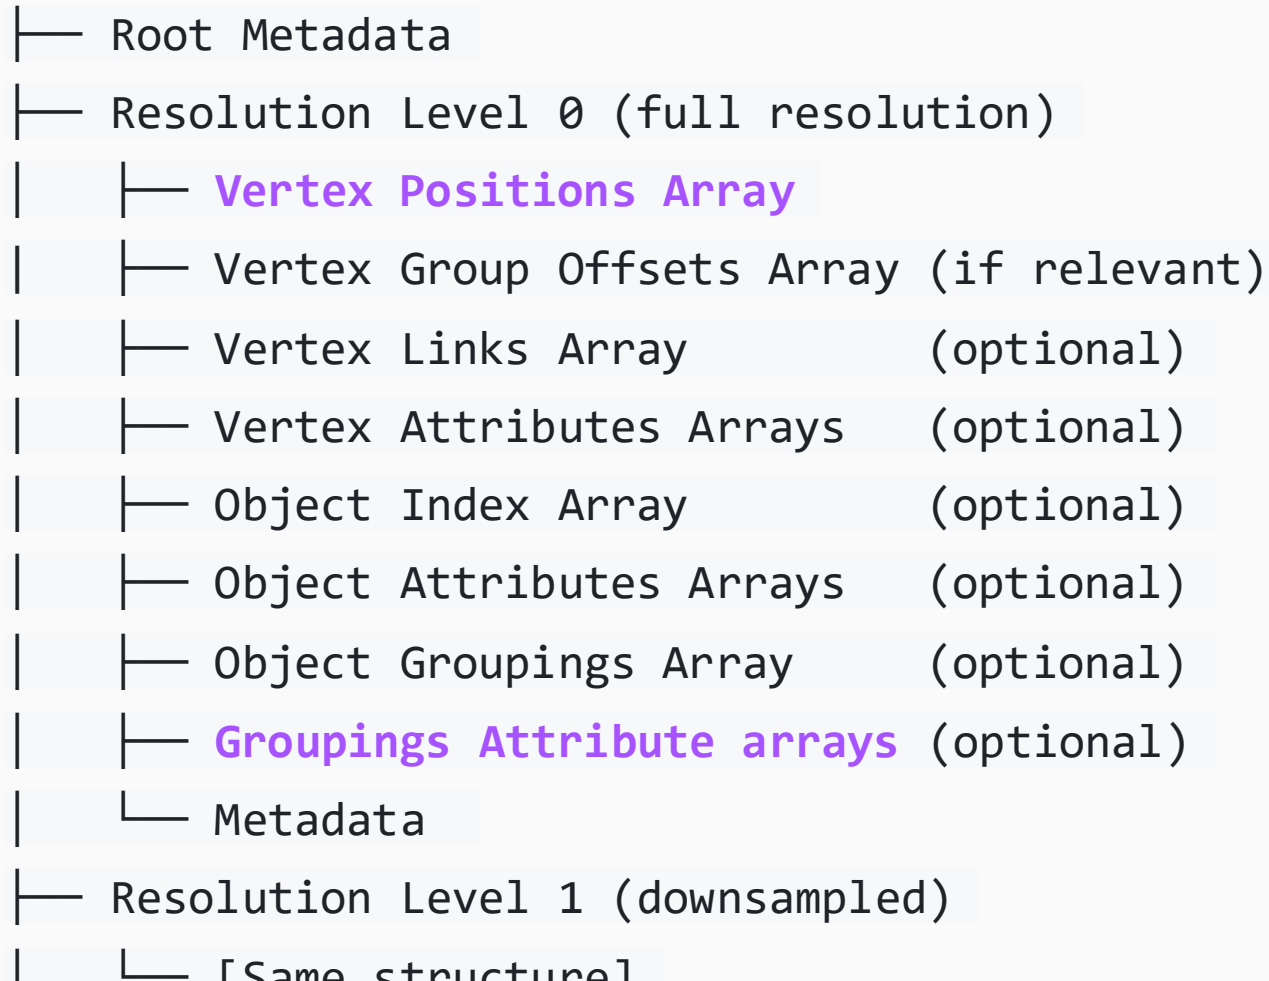 ├── Root Metadata
├── Resolution Level 0 (full resolution)
│   ├── Vertex Positions Array
│   ├── Vertex Group Offsets Array (if relevant)
│   ├── Vertex Links Array         (optional)
│   ├── Vertex Attributes Arrays   (optional)
│   ├── Object Index Array         (optional)
│   ├── Object Attributes Arrays   (optional)
│   ├── Object Groupings Array     (optional)
│   ├── Groupings Attribute arrays (optional)
│   └── Metadata
├── Resolution Level 1 (downsampled)
│   └── [Same structure]